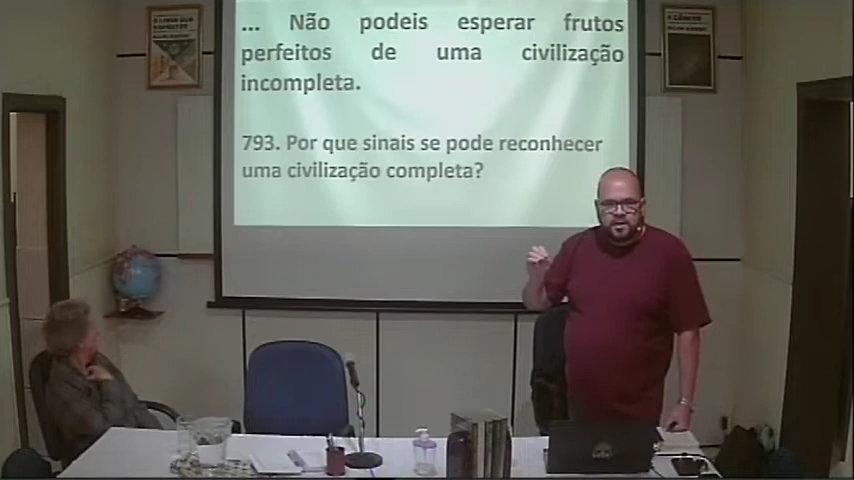 ... Não podeis esperar frutos
perfeitos de uma civilização
incompleta.
793. Por que sinais se pode reconhecer
uma civilização completa?